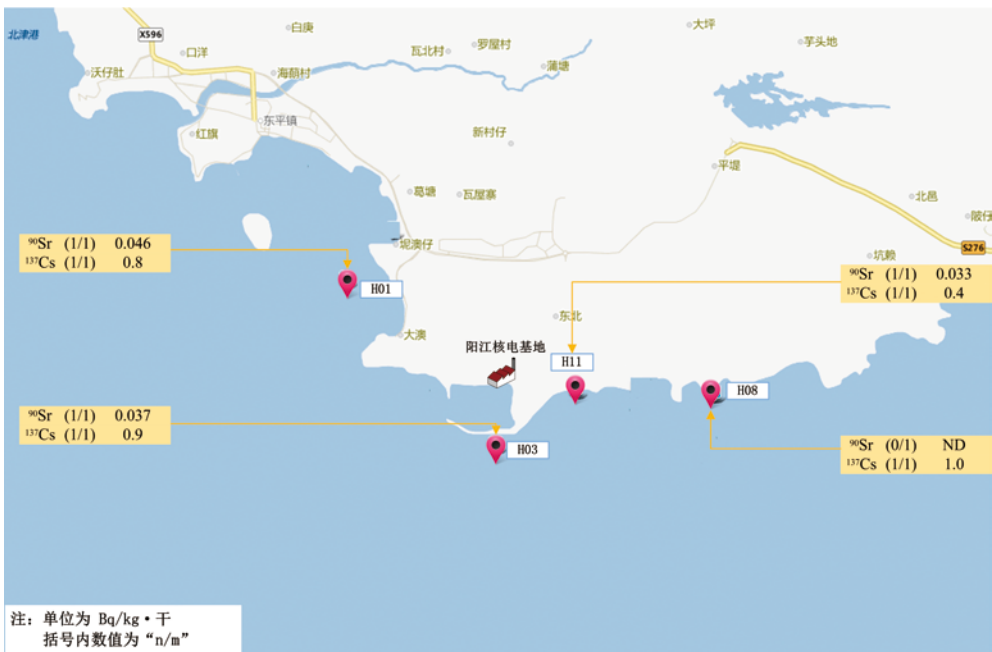 北津港
X596
白庚
大坪
芋头地
口洋
瓦北村
罗屋村
沃仔肚
海蓢村
蒲塘
红旗
东平镇
新村仔
平堤
葛塘
瓦屋寨
北邑
陂仔
⁹⁰Sr (1/1) 0.046
¹³⁷Cs (1/1) 0.8
坭澳仔
S276
坑赖
H01
⁹⁰Sr (1/1) 0.033
¹³⁷Cs (1/1) 0.4
大澳
东北
阳江核电基地
H11
H08
⁹⁰Sr (1/1) 0.037
¹³⁷Cs (1/1) 0.9
H03
⁹⁰Sr (0/1) ND
¹³⁷Cs (1/1) 1.0
注：单位为 Bq/kg·干
括号内数值为“n/m”